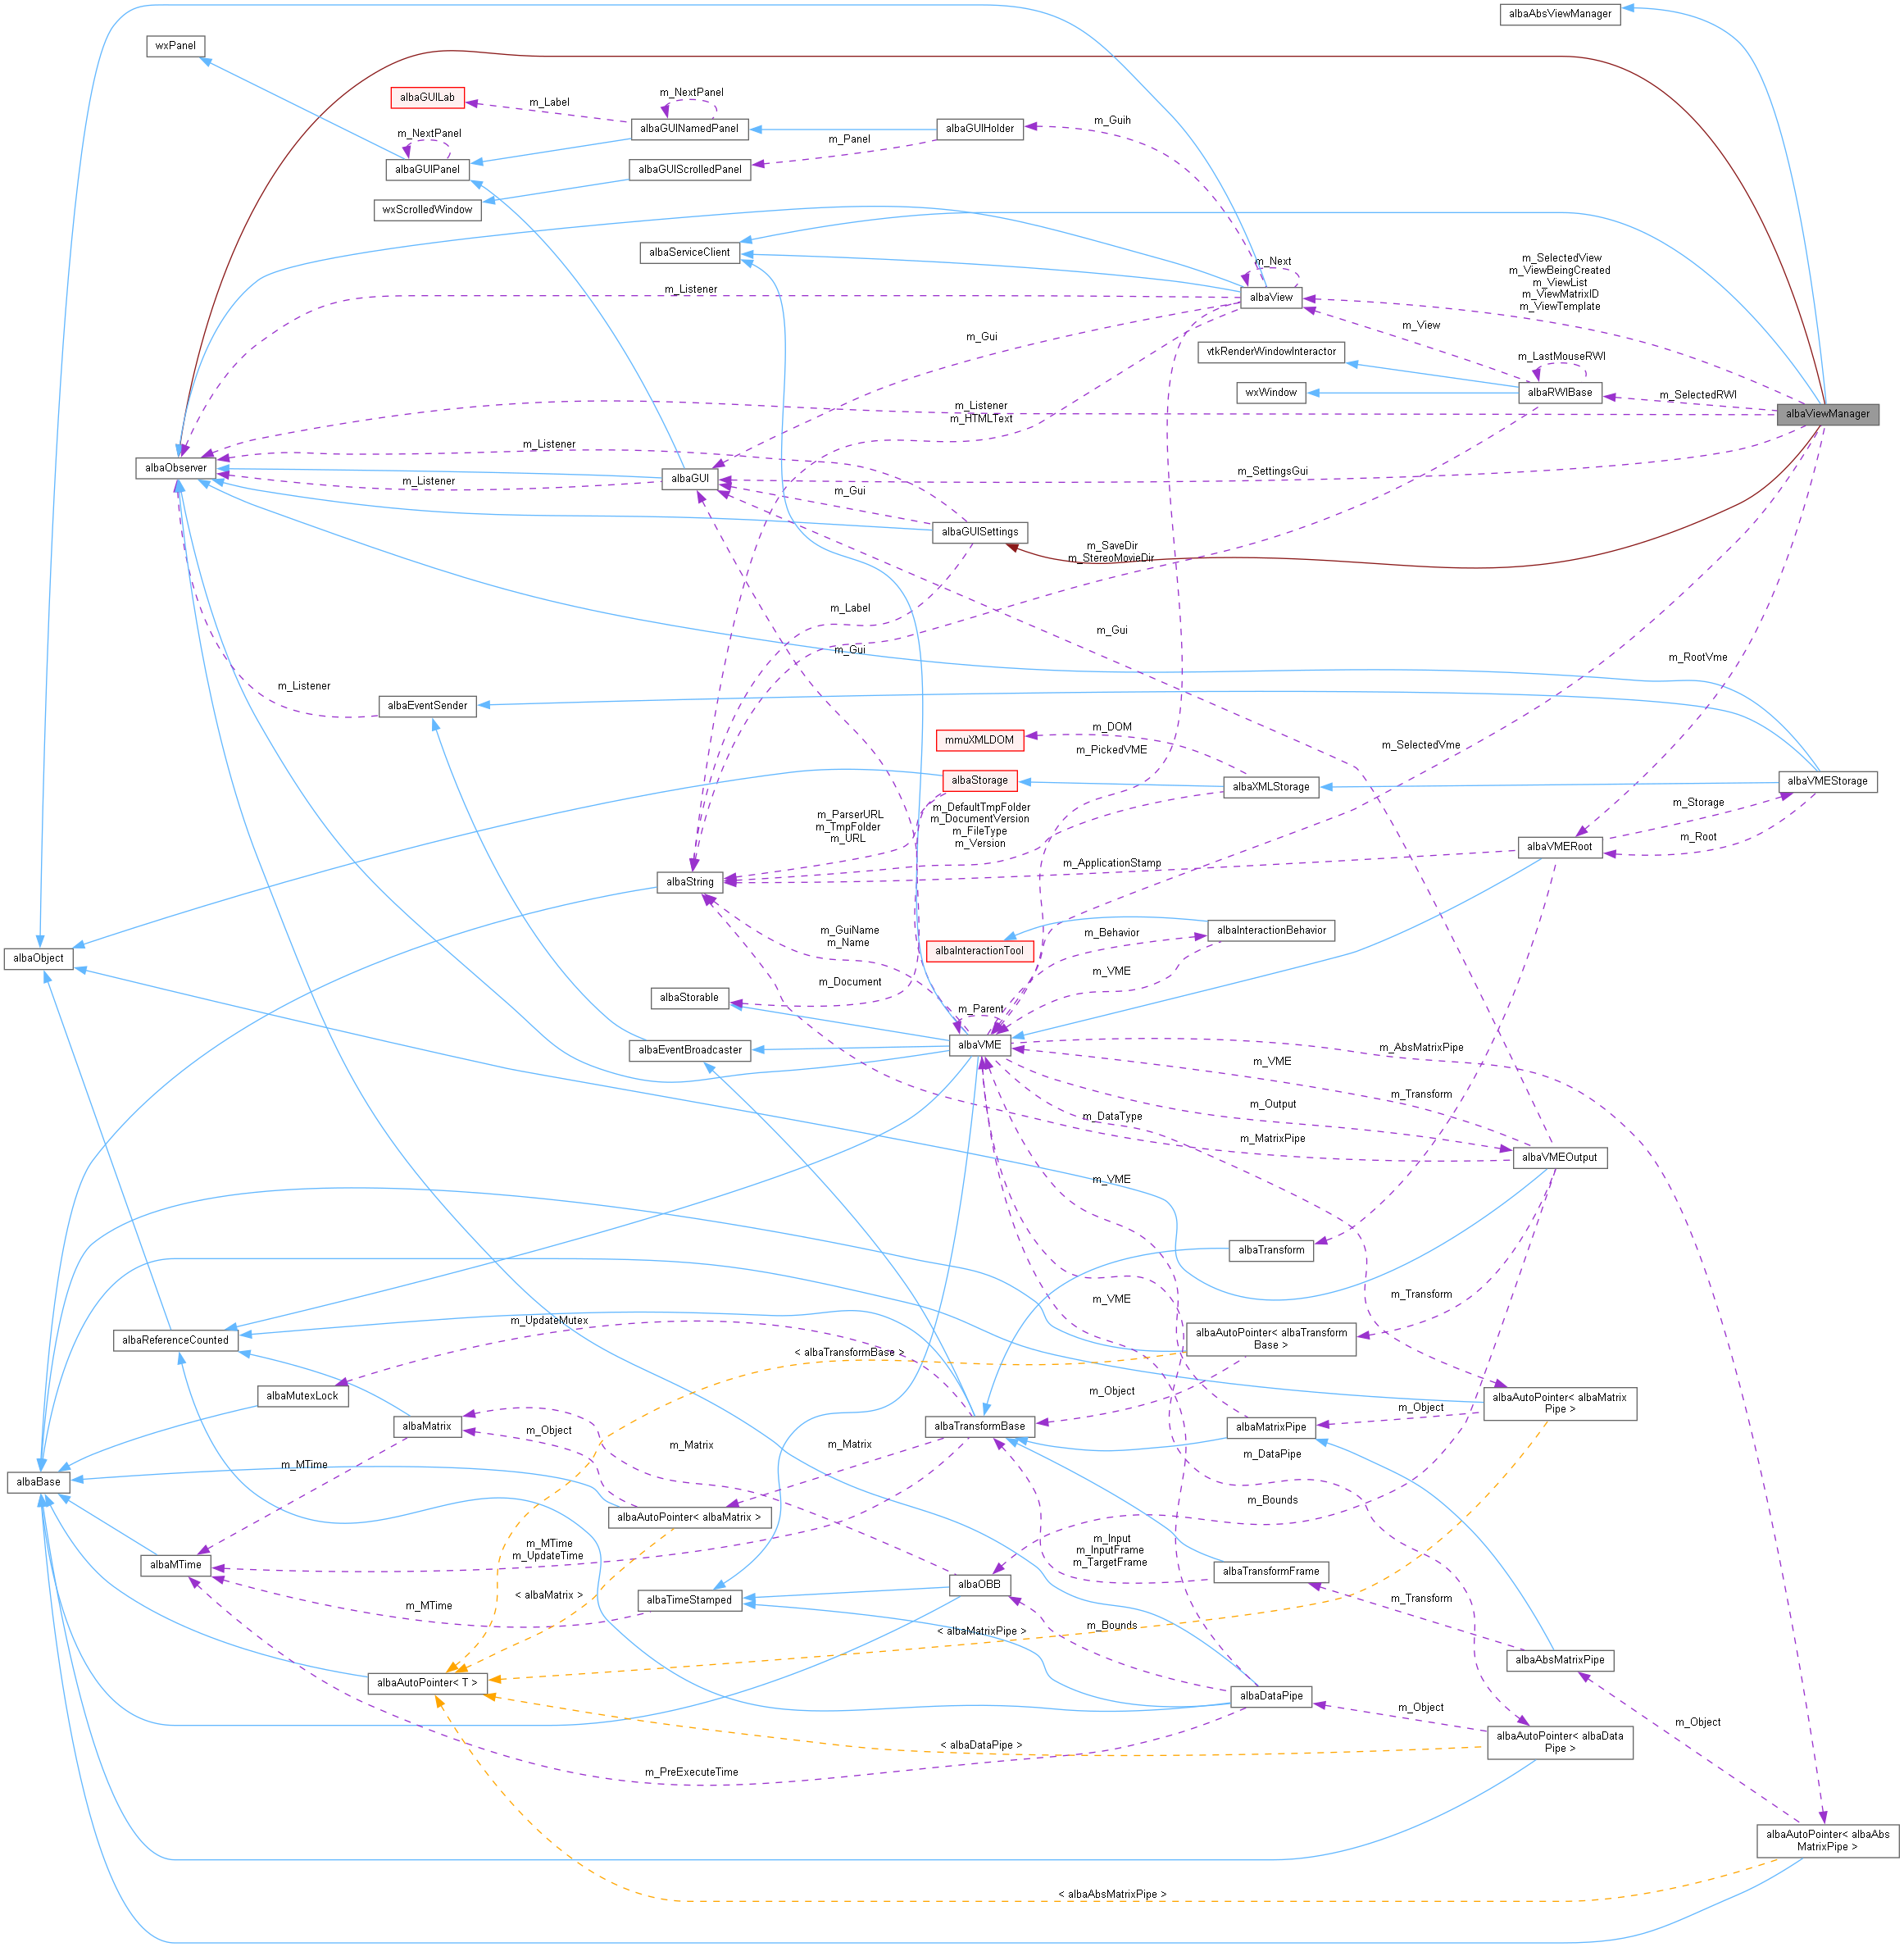 albaAbsViewManager
wxPanel
albaGUILab
m_Label
m_NextPanel
albaGUINamedPanel
albaGUIHolder
m_Guih
m_NextPanel
albaGUIPanel
m_Panel
albaGUIScrolledPanel
wxScrolledWindow
albaServiceClient
m_Next
albaView
m_SelectedView
m_ViewBeingCreated
m_ViewList
m_ViewMatrixID
m_ViewTemplate
m_Listener
m_Gui
m_View
vtkRenderWindowInteractor
m_LastMouseRWI
wxWindow
albaRWIBase
m_SelectedRWI
albaViewManager
m_Listener
m_HTMLText
m_Listener
albaObserver
m_Listener
albaGUI
m_SettingsGui
m_Gui
albaGUISettings
m_SaveDir
m_StereoMovieDir
m_Label
m_Gui
m_Gui
m_RootVme
m_Listener
albaEventSender
mmuXMLDOM
m_DOM
m_PickedVME
m_SelectedVme
albaStorage
albaXMLStorage
albaVMEStorage
m_ParserURL
m_TmpFolder
m_URL
m_DefaultTmpFolder
m_DocumentVersion
m_FileType
m_Version
m_Storage
m_Root
albaVMERoot
m_ApplicationStamp
albaString
m_GuiName
m_Name
albaInteractionTool
m_Behavior
albaInteractionBehavior
albaObject
m_VME
m_Document
albaStorable
m_Parent
albaVME
albaEventBroadcaster
m_AbsMatrixPipe
m_VME
m_Transform
m_Output
m_DataType
m_MatrixPipe
albaVMEOutput
m_VME
albaTransform
m_VME
m_Transform
m_UpdateMutex
albaReferenceCounted
albaAutoPointer< albaTransform
Base >
< albaTransformBase >
albaMutexLock
m_Object
albaAutoPointer< albaMatrix
Pipe >
albaMatrix
m_Object
albaTransformBase
albaMatrixPipe
m_Object
m_Matrix
m_Matrix
m_DataPipe
albaBase
m_MTime
albaAutoPointer< albaMatrix >
m_Bounds
m_MTime
m_UpdateTime
m_Input
m_InputFrame
m_TargetFrame
albaMTime
albaTransformFrame
albaOBB
< albaMatrix >
albaTimeStamped
m_MTime
m_Transform
< albaMatrixPipe >
m_Bounds
albaAbsMatrixPipe
albaAutoPointer< T >
albaDataPipe
m_Object
m_Object
albaAutoPointer< albaData
Pipe >
< albaDataPipe >
m_PreExecuteTime
albaAutoPointer< albaAbs
MatrixPipe >
< albaAbsMatrixPipe >